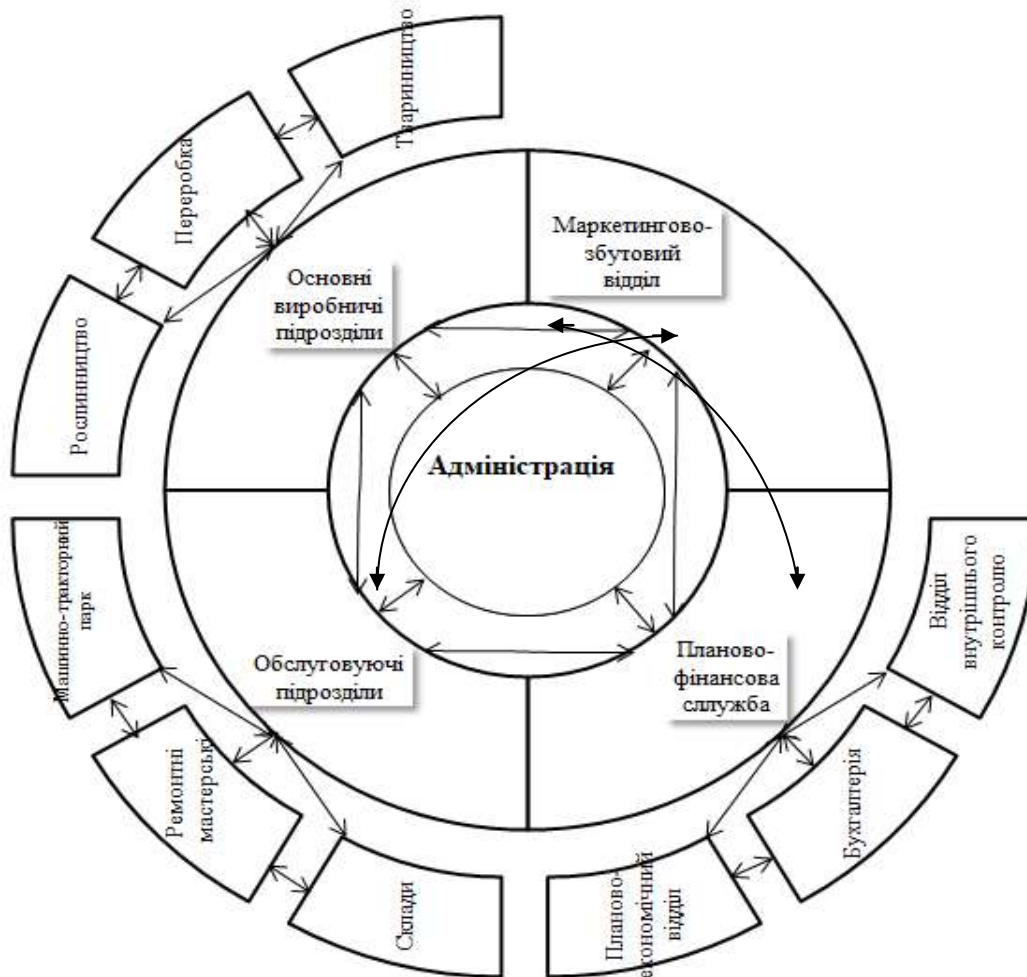 Тваринництво
Переробка
Рослинництво
Маркетингово-
збутовий
відділ
Основні
виробничі
підрозділи
Адміністрація
Машинно-тракторний
парк
Обслуговуючі
підрозділи
Планово-
фінансова
сллужба
Відділ
внутрішнього
контролю
Ремонтні
мастерські
Склади
Планово-
економічний
відділ
Бухгалтерія